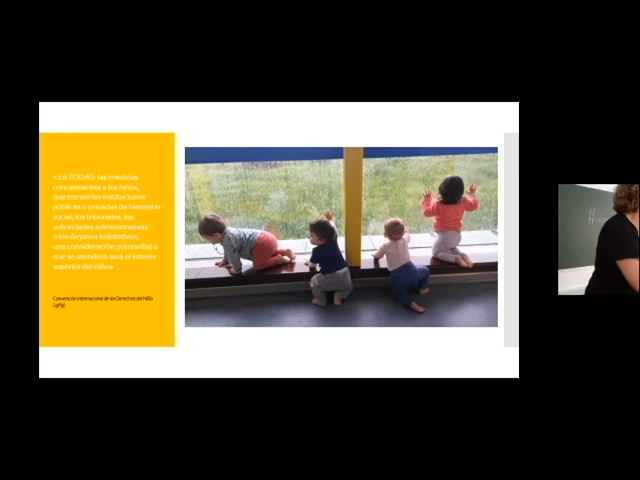 « En TODAS las medidas
concernientes a los niños,
que tomen las instituciones
públicas o privadas de bienestar
social, los tribunales, las
autoridades administrativas
o los órganos legislativos,
una consideración primordial a
que se atenderá será el interés
superior del niño»
Convención Internacional de los Derechos del Niño
(1989)